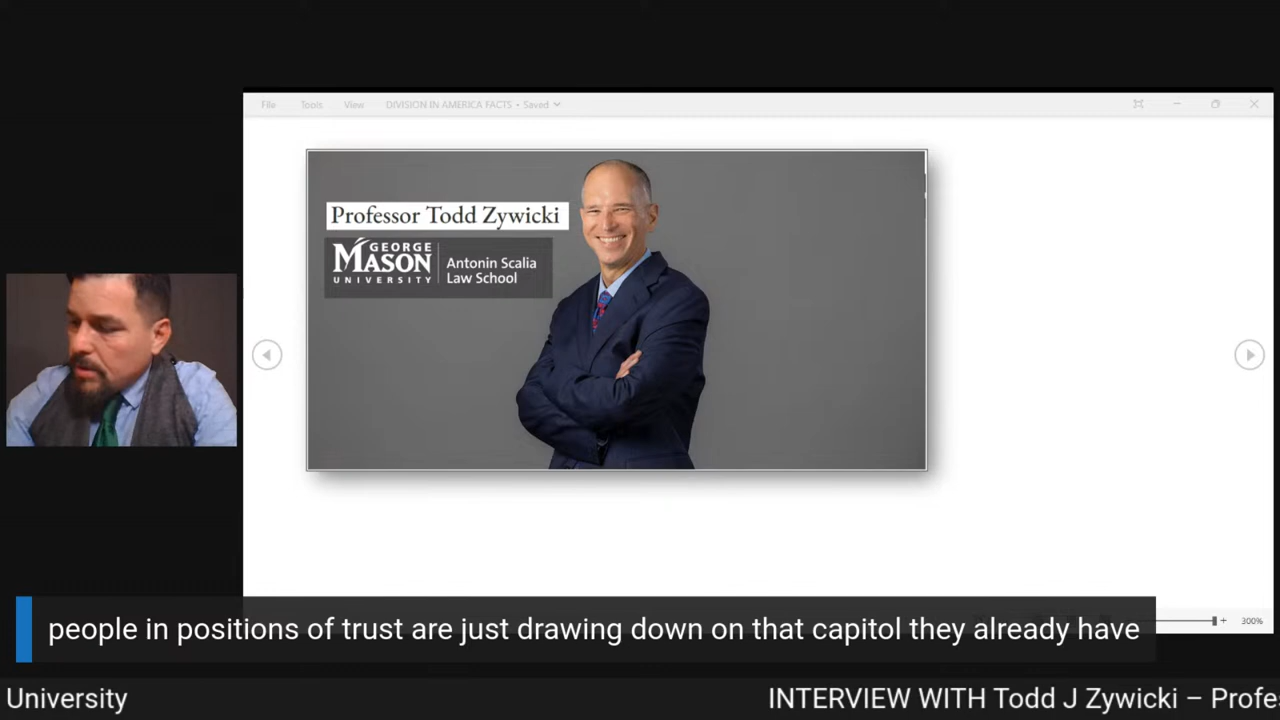 File Tools View DIVISION IN AMERICA FACTS • Saved
Professor Todd Zywicki
GEORGE
MASON
UNIVERSITY
Antonin Scalia
Law School
people in positions of trust are just drawing down on that capitol they already have
300%
University INTERVIEW WITH Todd J Zywicki – Profe